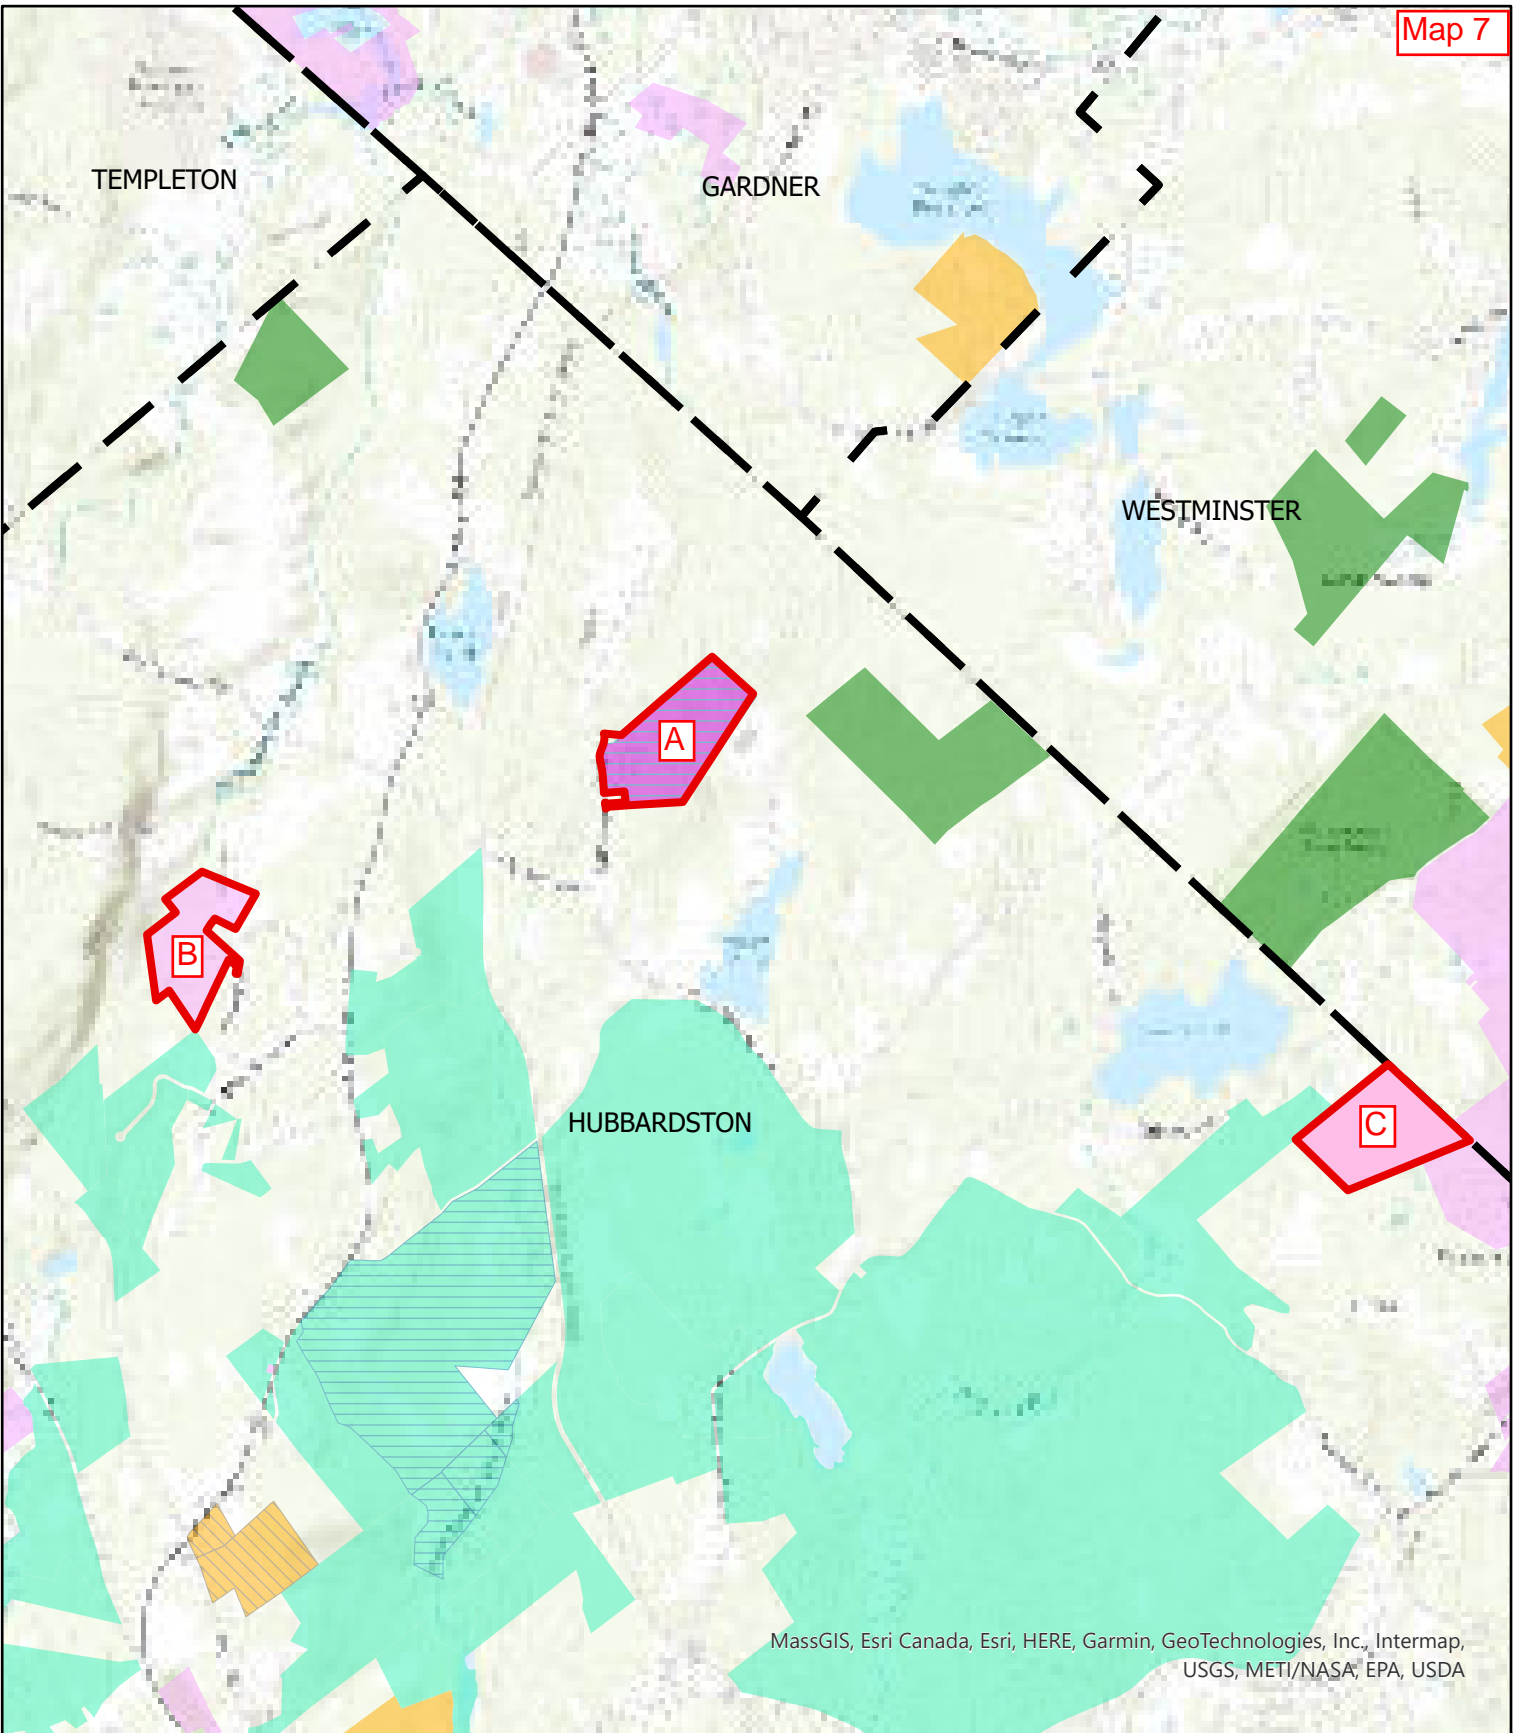 Map 7
TEMPLETON
GARDNER
WESTMINSTER
A
B
HUBBARDSTON
C
MassGIS, Esri Canada, Esri, HERE, Garmin, GeoTechnologies, Inc., Intermap,
USGS, METI/NASA, EPA, USDA